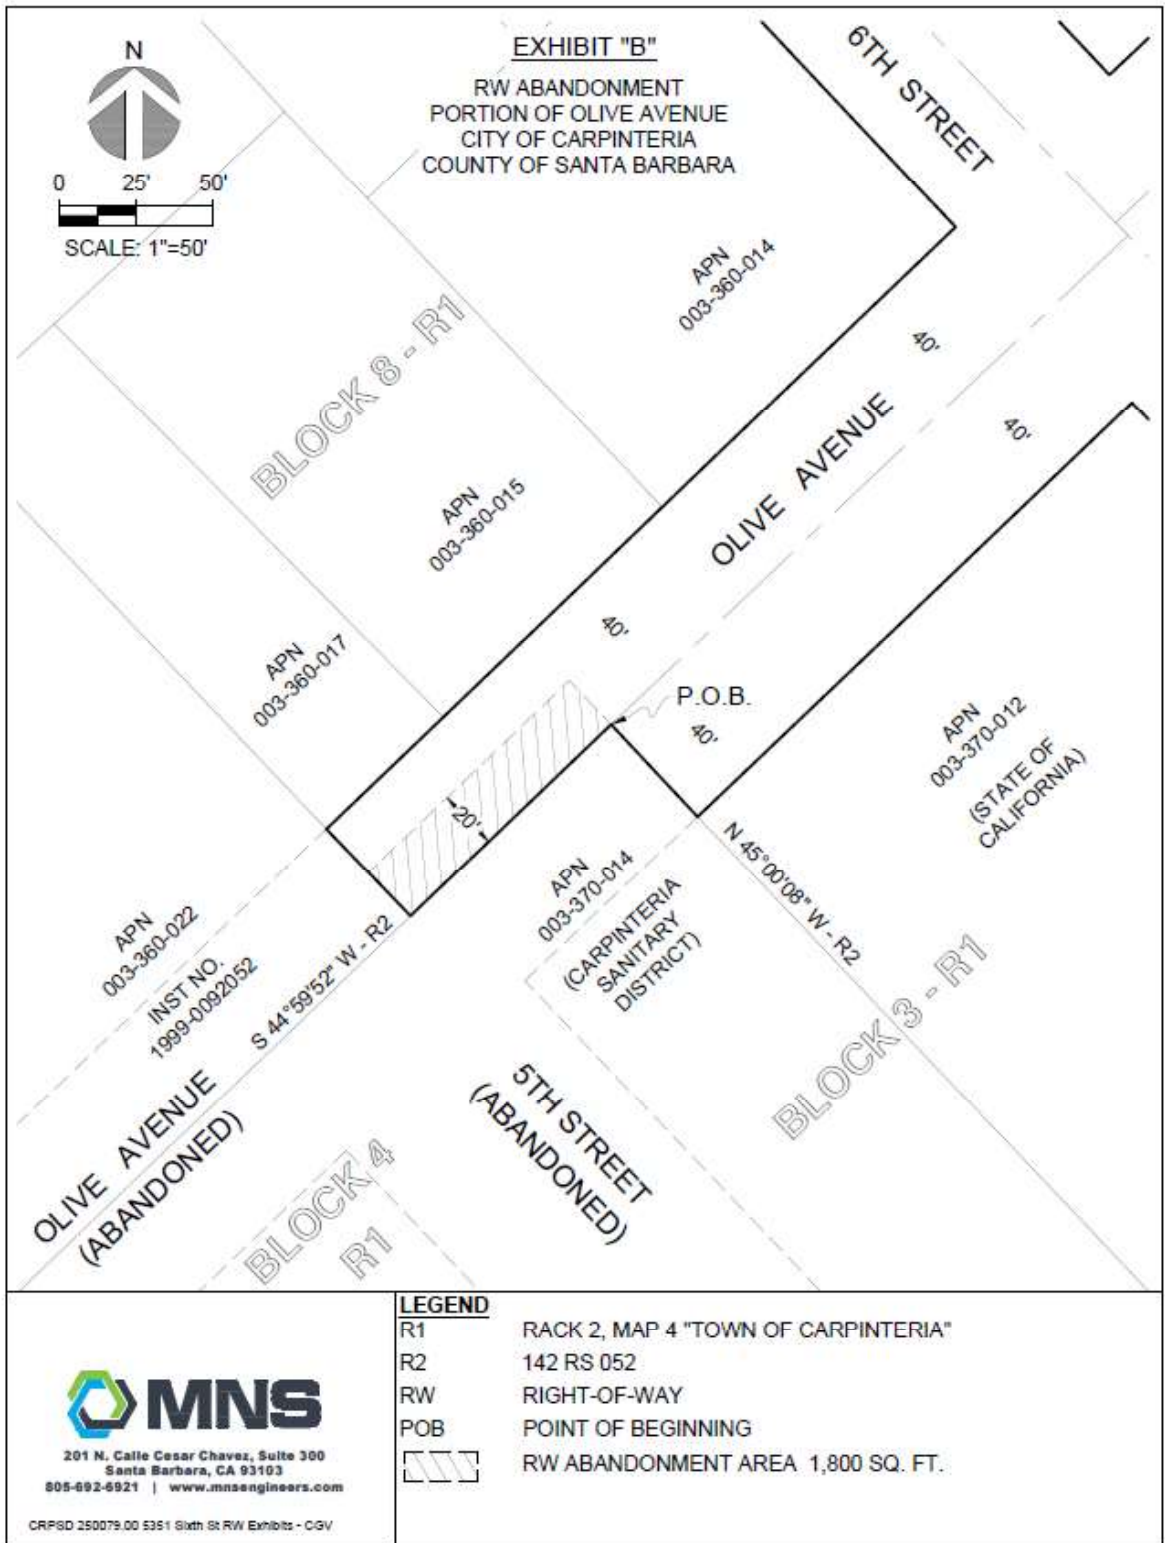 N
0 25' 50'
SCALE: 1"=50'
EXHIBIT "B"
RW ABANDONMENT
PORTION OF OLIVE AVENUE
CITY OF CARPINTERIA
COUNTY OF SANTA BARBARA
6TH STREET
APN
003-360-014
BLOCK 8 - R1
40'
40'
OLIVE AVENUE
APN
003-360-015
40'
APN
003-360-017
P.O.B.
40'
APN
003-370-012
(STATE OF
CALIFORNIA)
20'
N 45°00'08" W - R2
APN
003-370-014
(CARPINTERIA
SANITARY
DISTRICT)
APN
003-360-022
INST NO.
1999-0092052
S 44°59'52" W - R2
BLOCK 3 - R1
OLIVE AVENUE
(ABANDONED)
5TH STREET
(ABANDONED)
BLOCK 4
R1
LEGEND
R1 RACK 2, MAP 4 "TOWN OF CARPINTERIA"
R2 142 RS 052
RW RIGHT-OF-WAY
POB POINT OF BEGINNING
RW ABANDONMENT AREA 1,800 SQ. FT.
MNS
201 N. Calle Cesar Chavez, Suite 300
Santa Barbara, CA 93103
805-692-6921 | www.mnsengineers.com
CRPSD 250079.00 5351 Sixth St RW Exhibits - CGV